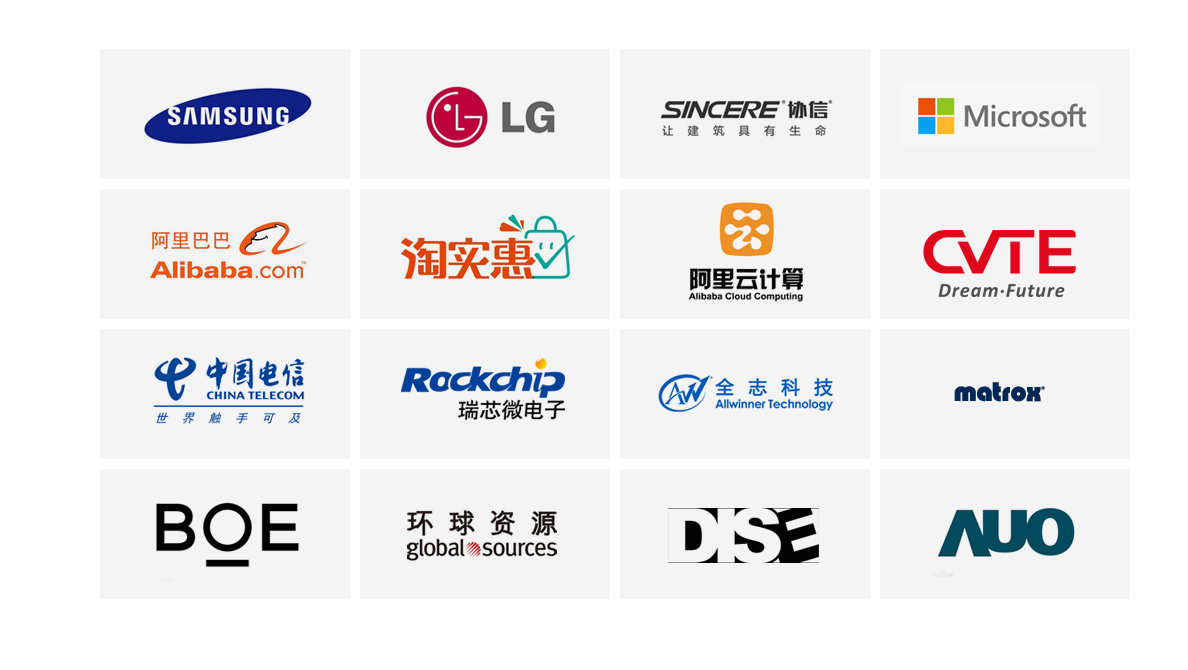 SAMSUNG
LG
SINCERE® 协信®
让建筑具有生命
Microsoft
阿里巴巴
Alibaba.com™
淘实惠
阿里云计算
Alibaba Cloud Computing
CVTE
Dream·Future
中国电信
CHINA TELECOM
世界触手可及
Rockchip
瑞芯微电子
全志科技
Allwinner Technology
matrox®
BOE
环球资源
global sources
DISE
AUO